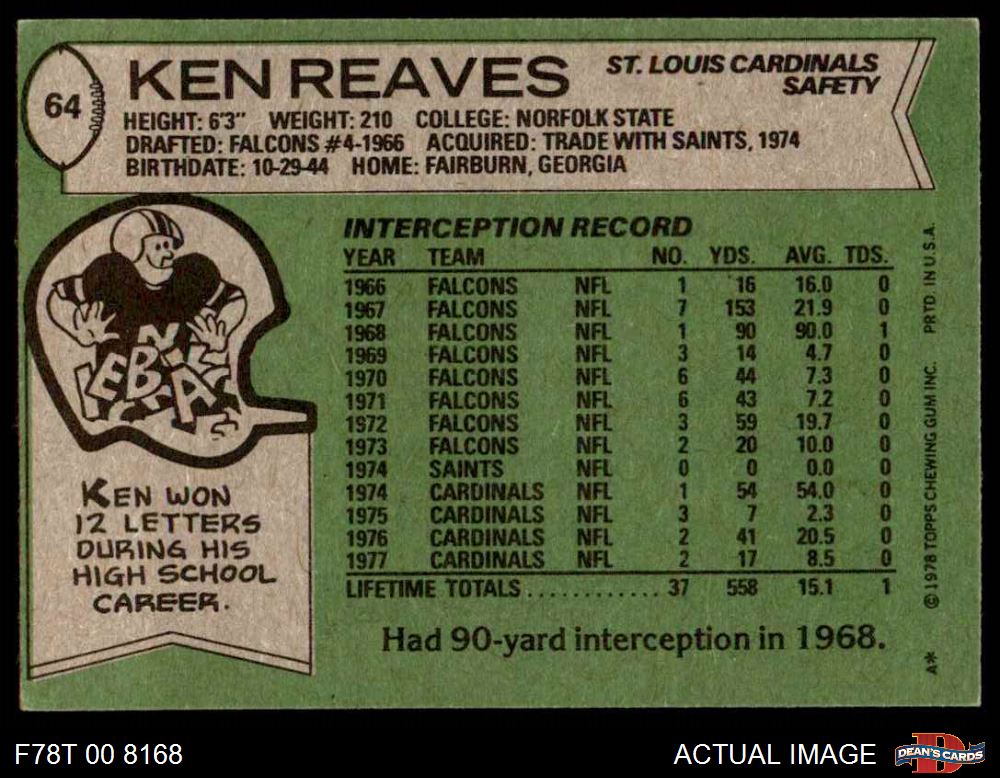 64
KEN REAVES
ST. LOUIS CARDINALS
SAFETY
HEIGHT: 6'3" WEIGHT: 210 COLLEGE: NORFOLK STATE
DRAFTED: FALCONS #4-1966 ACQUIRED: TRADE WITH SAINTS, 1974
BIRTHDATE: 10-29-44 HOME: FAIRBURN, GEORGIA
KEN WON
12 LETTERS
DURING HIS
HIGH SCHOOL
CAREER.
INTERCEPTION RECORD
YEAR TEAM NO. YDS. AVG. TDS.
1966 FALCONS NFL 1 16 16.0 0
1967 FALCONS NFL 7 153 21.9 0
1968 FALCONS NFL 1 90 90.0 1
1969 FALCONS NFL 3 14 4.7 0
1970 FALCONS NFL 6 44 7.3 0
1971 FALCONS NFL 6 43 7.2 0
1972 FALCONS NFL 3 59 19.7 0
1973 FALCONS NFL 2 20 10.0 0
1974 SAINTS NFL 0 0 0.0 0
1974 CARDINALS NFL 1 54 54.0 0
1975 CARDINALS NFL 3 7 2.3 0
1976 CARDINALS NFL 2 41 20.5 0
1977 CARDINALS NFL 2 17 8.5 0
LIFETIME TOTALS ............ 37 558 15.1 1
Had 90-yard interception in 1968.
A* © 1978 TOPPS CHEWING GUM INC. PRTD. IN U.S.A.
F78T 00 8168
ACTUAL IMAGE
DEAN'S CARDS